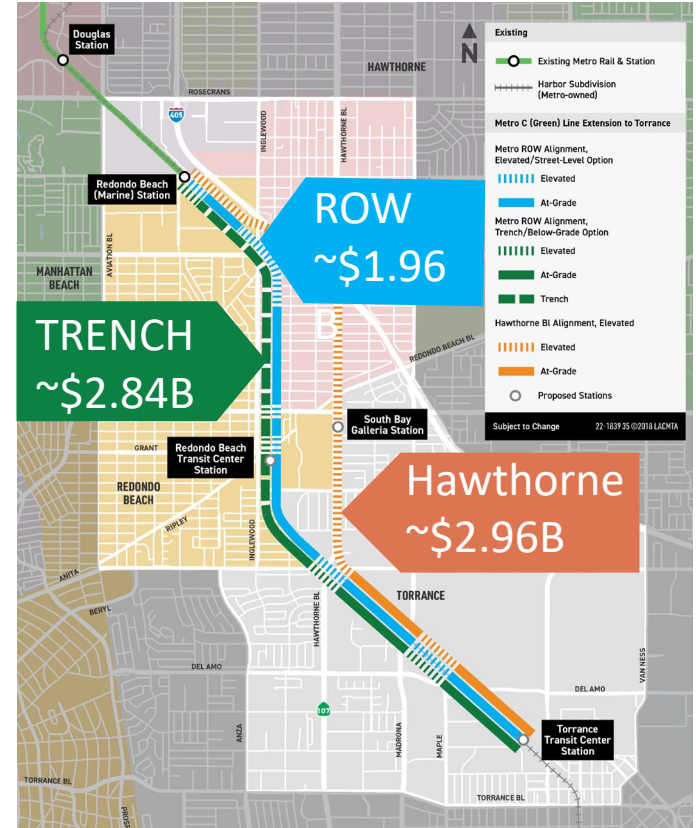 Douglas
Station
HAWTHORNE
ROSECRANS
405
INGLEWOOD
HAWTHORNE BL
Redondo Beach
(Marine) Station
AVIATION BL
MANHATTAN
BEACH
ROW
~$1.96
B
TRENCH
~$2.84B
REDONDO BEACH BL
South Bay
Galleria Station
GRANT
Redondo Beach
Transit Center
Station
REDONDO
BEACH
RIPLEY
INGLEWOOD
Hawthorne
~$2.96B
ANITA
BERYL
TORRANCE
HAWTHORNE BL
DEL AMO
VAN NESS
DEL AMO
107
ANZA
MADRONA
MAPLE
Torrance
Transit Center
Station
TORRANCE BL
TORRANCE BL
PROSP
N
Existing
Existing Metro Rail & Station
Harbor Subdivision
(Metro-owned)
Metro C (Green) Line Extension to Torrance
Metro ROW Alignment,
Elevated/Street-Level Option
Elevated
At-Grade
Metro ROW Alignment,
Trench/Below-Grade Option
Elevated
At-Grade
Trench
Hawthorne Bl Alignment, Elevated
Elevated
At-Grade
Proposed Stations
Subject to Change
22-1839 35 ©2018 LACMTA